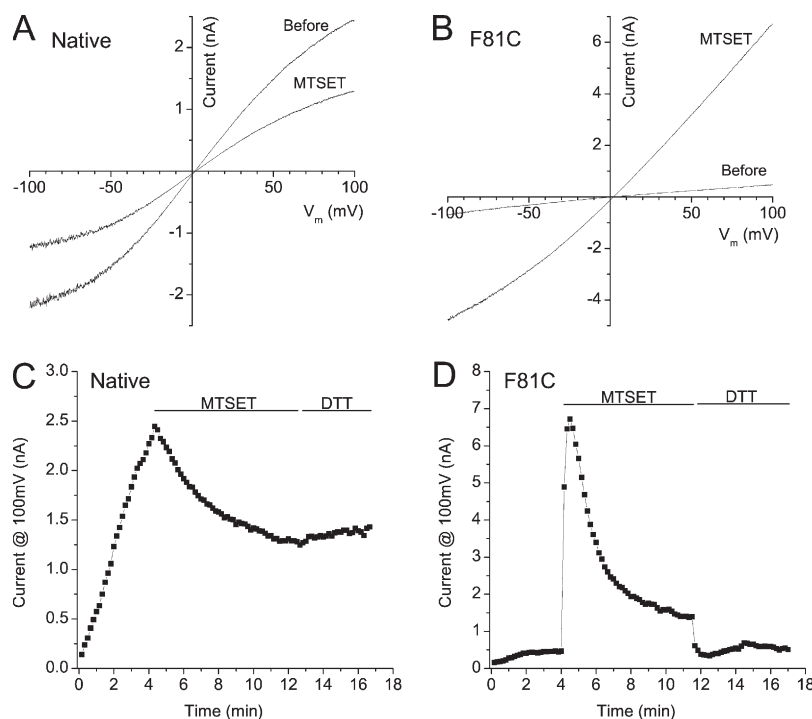 A Native
Current (nA)
2
1
-1
-2
-100 -50 50 100
V_m (mV)
Before
MTSET
B F81C
Current (nA)
6
4
2
-2
-4
-100 -50 50 100
V_m (mV)
MTSET
Before
C Native
Current @ 100mV (nA)
3.0
2.5
2.0
1.5
1.0
0.5
0.0
MTSET DTT
0 2 4 6 8 10 12 14 16 18
Time (min)
D F81C
Current @ 100mV (nA)
8
7
6
5
4
3
2
1
0
MTSET DTT
0 2 4 6 8 10 12 14 16 18
Time (min)